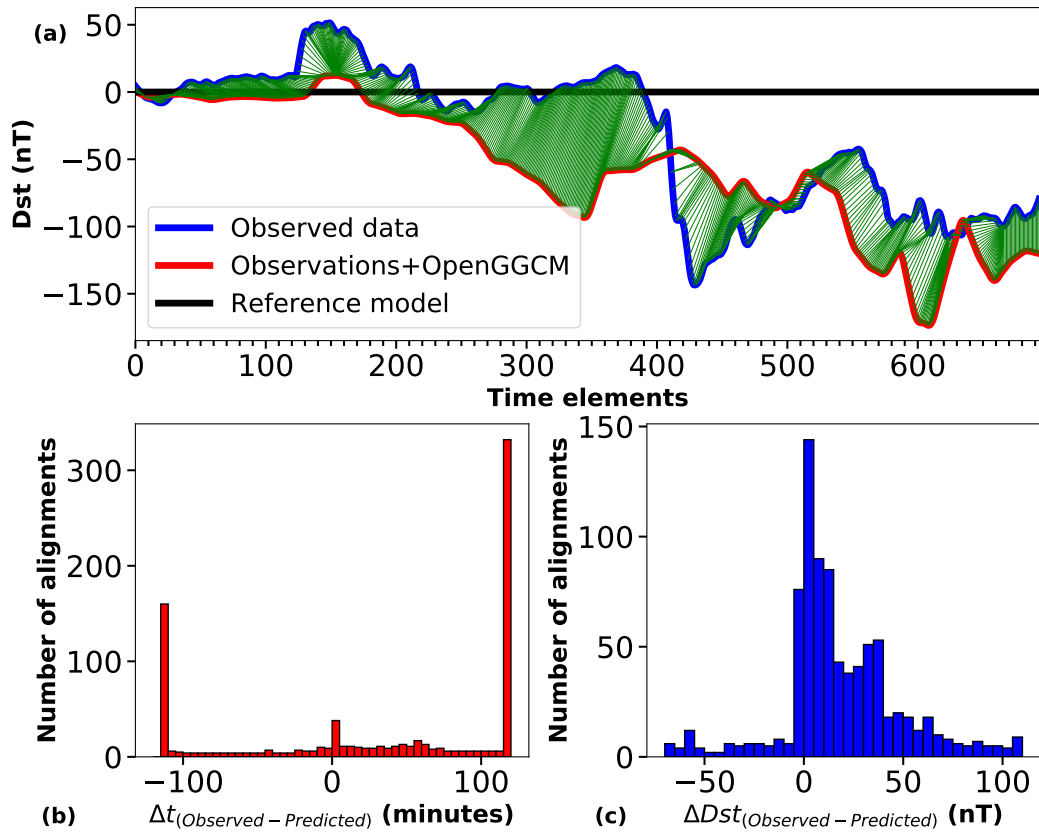 (a)
Dst (nT)
50
0
−50
−100
−150
Observed data
Observations+OpenGGCM
Reference model
0 100 200 300 400 500 600
Time elements
Number of alignments
300
200
100
0
−100 0 100
(b) Δt(Observed − Predicted) (minutes)
Number of alignments
150
100
50
0
−50 0 50 100
(c) ΔDst(Observed − Predicted) (nT)